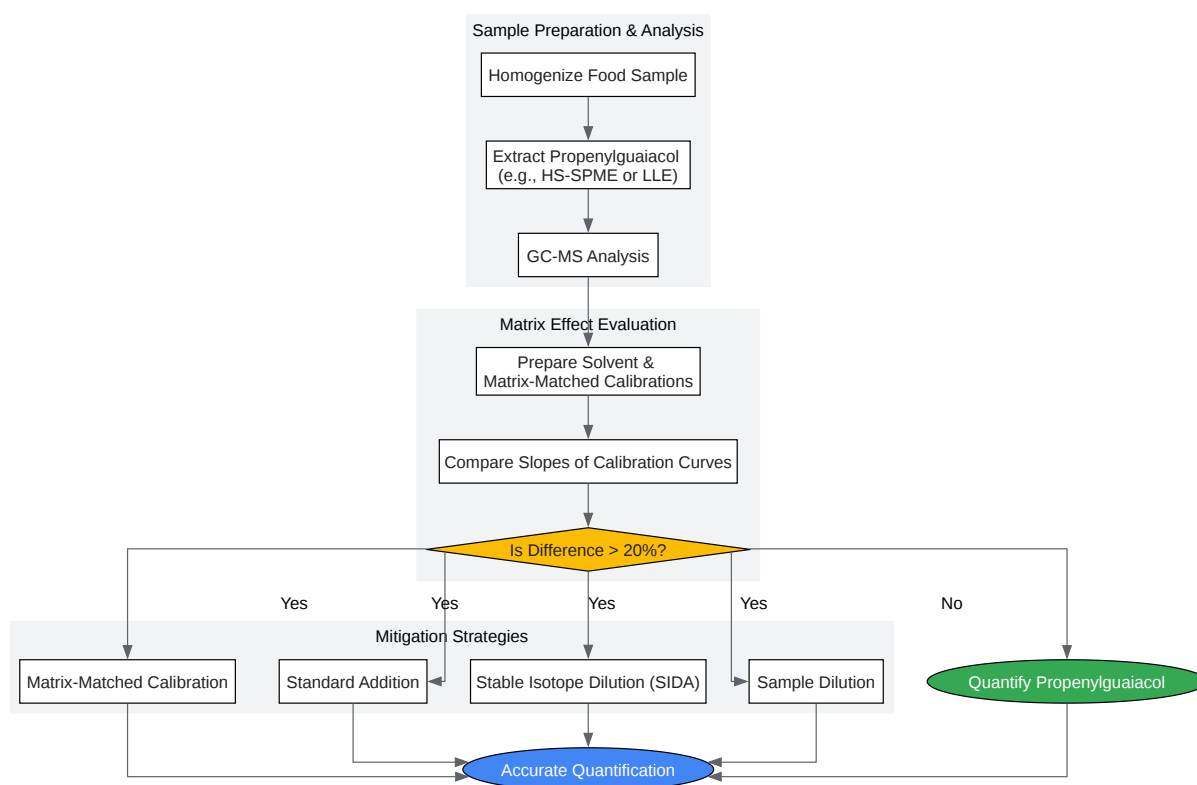 Sample Preparation & Analysis
Homogenize Food Sample
Extract Propenylguaiacol
(e.g., HS-SPME or LLE)
GC-MS Analysis
Matrix Effect Evaluation
Prepare Solvent &
Matrix-Matched Calibrations
Compare Slopes of Calibration Curves
Is Difference > 20%?
Yes
Yes
Yes
Yes
No
Mitigation Strategies
Matrix-Matched Calibration
Standard Addition
Stable Isotope Dilution (SIDA)
Sample Dilution
Quantify Propenylguaiacol
Accurate Quantification